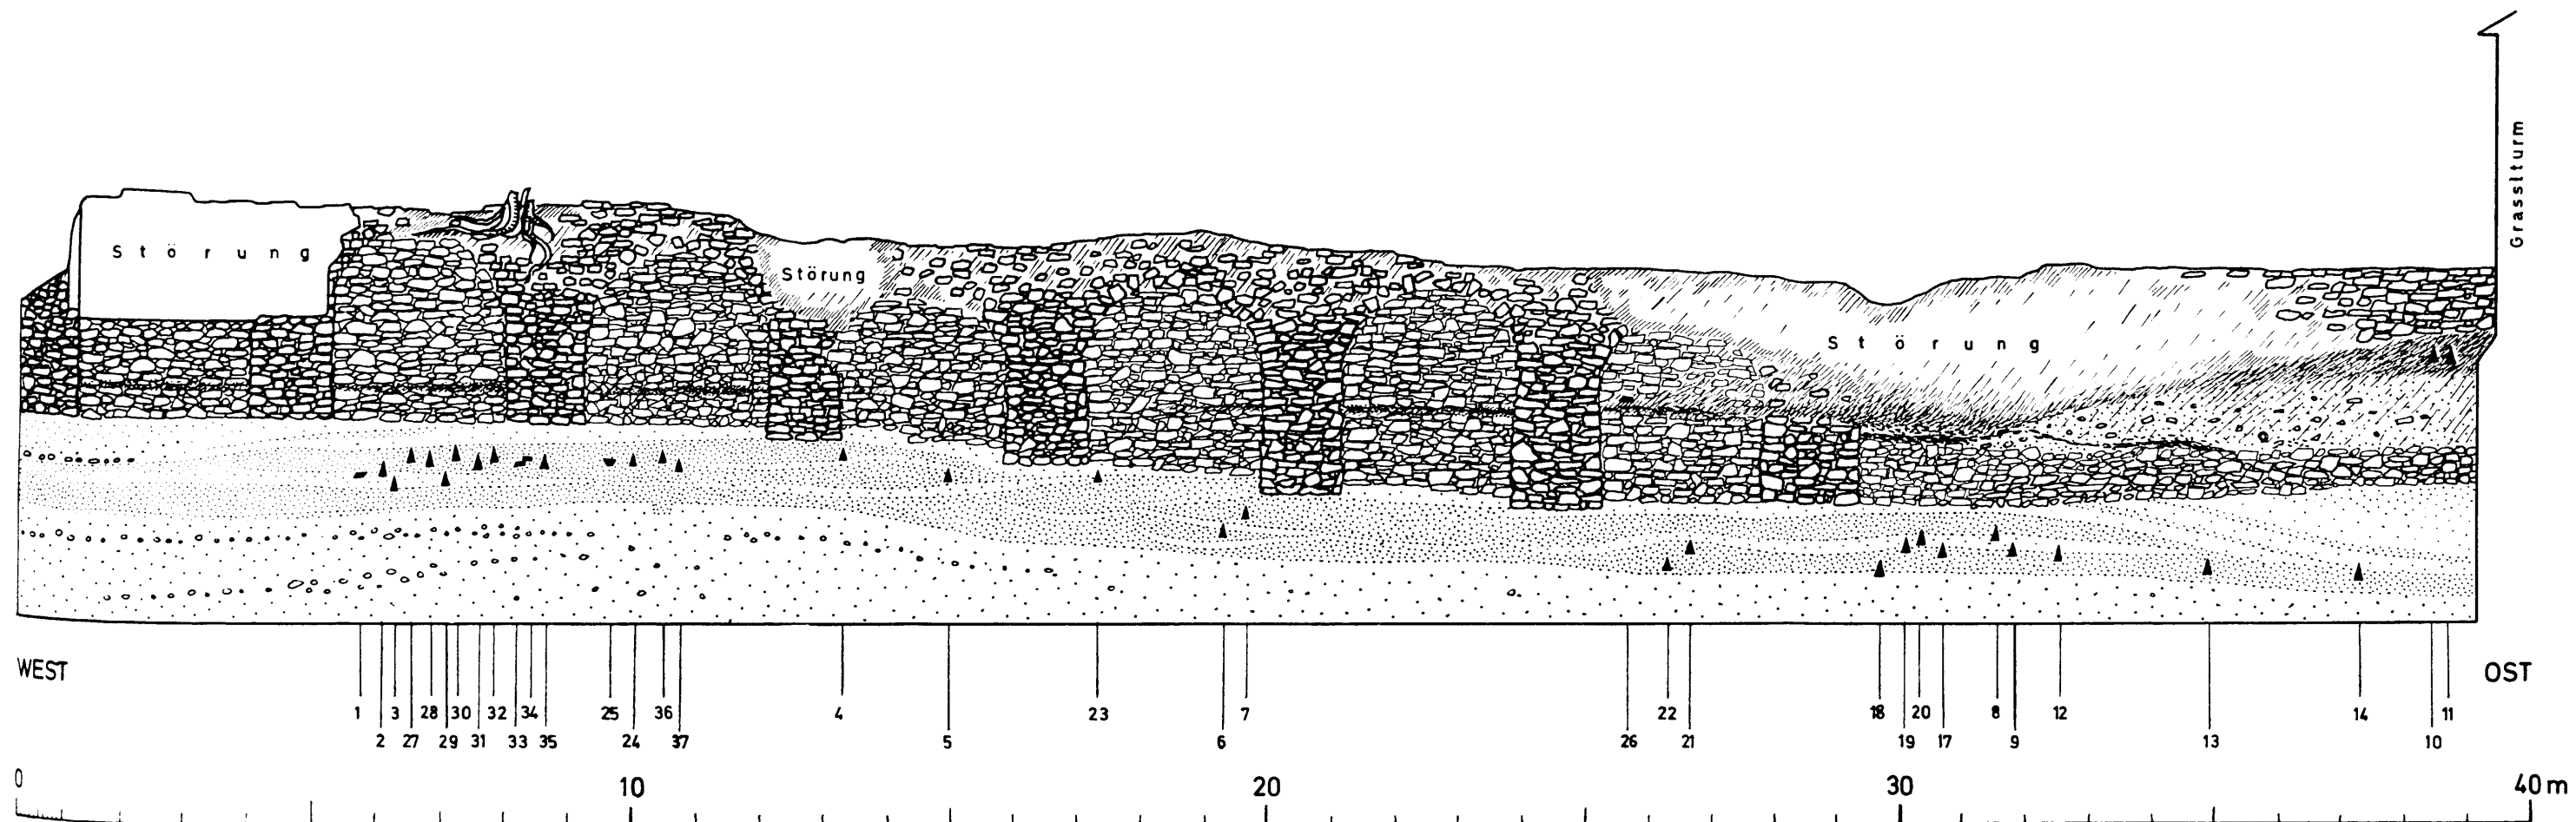 Grasslturm
Störung
Störung
Störung
WEST
OST
1 3 28 30 32 34 25 36 4 23 7 22 18 20 8 12 14 11
2 27 29 31 33 35 24 37 5 6 26 21 19 17 9 13 10
0 10 20 30 40 m